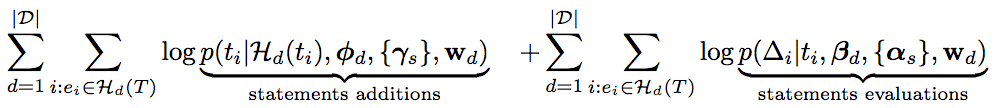 \sum_{d=1}^{|\mathcal{D}|} \sum_{i:e_i \in \mathcal{H}_d(T)} \log \underbrace{p(t_i|\mathcal{H}_d(t_i), \boldsymbol{\phi}_d, \{\boldsymbol{\gamma}_s\}, \mathbf{w}_d)}_{\text{statements additions}} + \sum_{d=1}^{|\mathcal{D}|} \sum_{i:e_i \in \mathcal{H}_d(T)} \log \underbrace{p(\Delta_i|t_i, \boldsymbol{\beta}_d, \{\boldsymbol{\alpha}_s\}, \mathbf{w}_d)}_{\text{statements evaluations}}